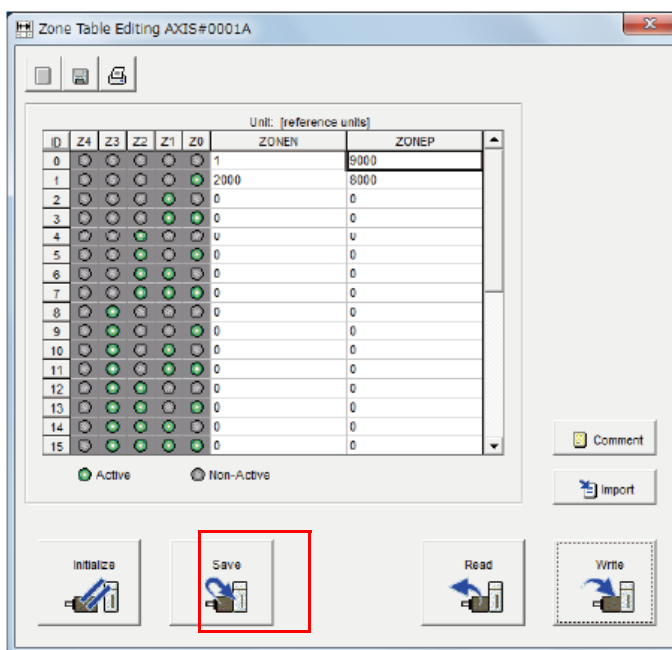 Zone Table Editing AXIS#0001A
Unit: [reference units]
ID Z4 Z3 Z2 Z1 Z0 ZONEN ZONEP
0 1 9000
1 2000 8000
2 0 0
3 0 0
4 0 0
5 0 0
6 0 0
7 0 0
8 0 0
9 0 0
10 0 0
11 0 0
12 0 0
13 0 0
14 0 0
15 0 0
Active Non-Active
Comment
Import
Initialize Save Read Write